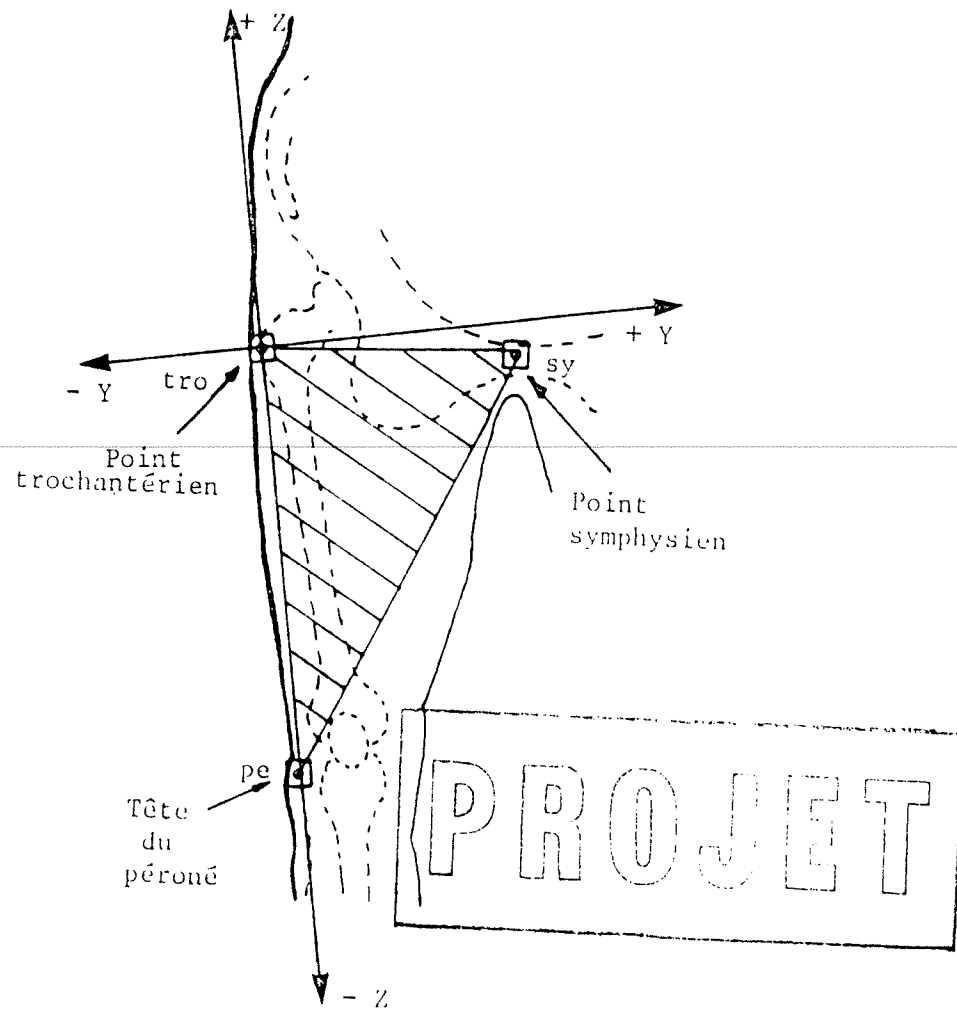 + Z
+ Y
- Y
tro
sy
Point
trochantérien
Point
symphysien
pe
Tête
du
péroné
PROJET
- Z